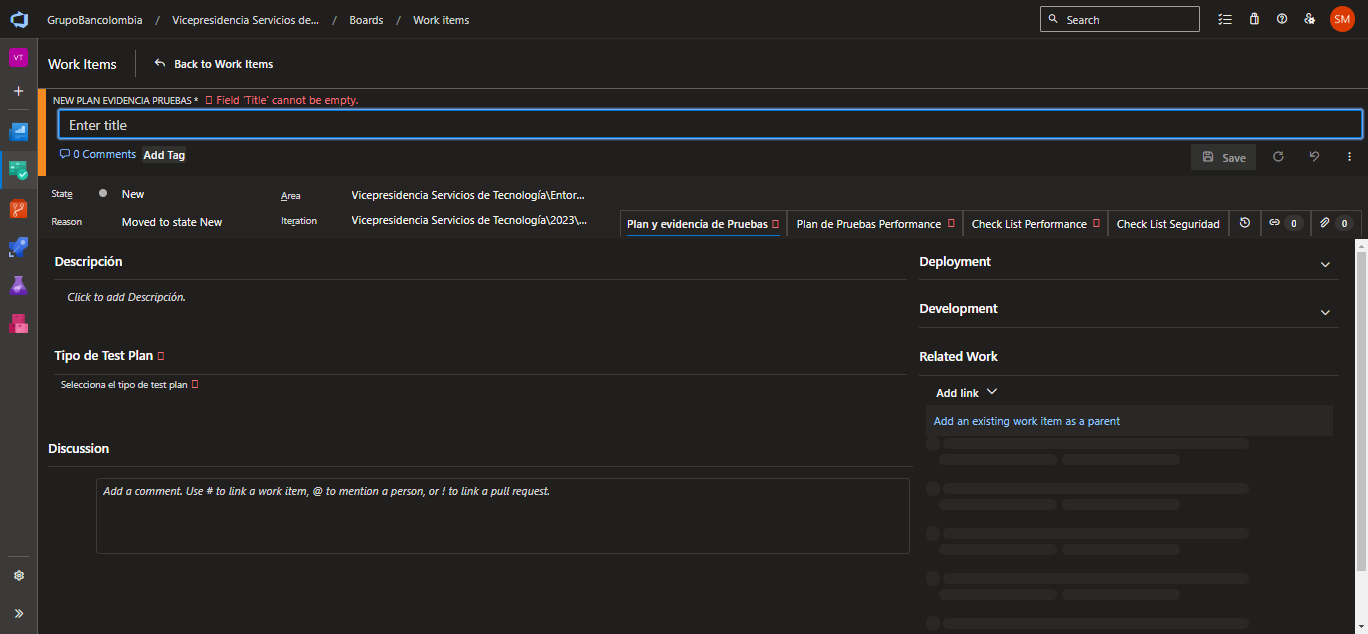 GrupoBancolombia / Vicepresidencia Servicios de... / Boards / Work items
Search
SM
VT
Work Items
Back to Work Items
NEW PLAN EVIDENCIA PRUEBAS * Field 'Title' cannot be empty.
Enter title
0 Comments Add Tag
Save
State New
Area Vicepresidencia Servicios de Tecnología\Entor...
Reason Moved to state New
Iteration Vicepresidencia Servicios de Tecnología\2023\...
Plan y evidencia de Pruebas
Plan de Pruebas Performance
Check List Performance
Check List Seguridad
0
0
Descripción
Click to add Descripción.
Tipo de Test Plan
Selecciona el tipo de test plan
Discussion
Add a comment. Use # to link a work item, @ to mention a person, or ! to link a pull request.
Deployment
Development
Related Work
Add link
Add an existing work item as a parent